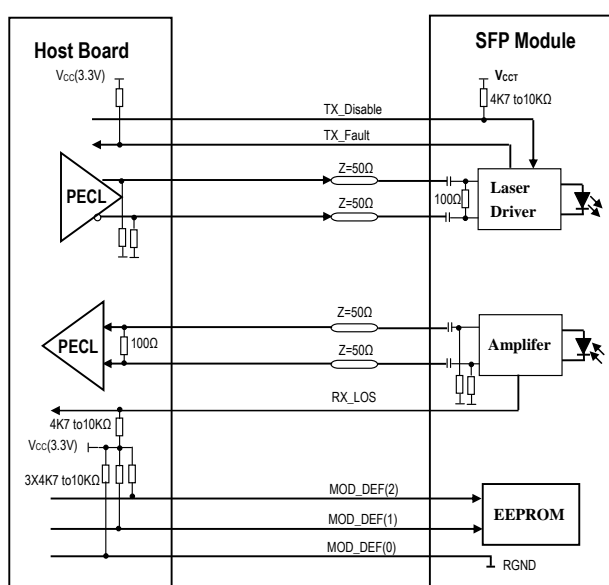 Host Board
SFP Module
Vcc(3.3V)
VCCT
4K7 to10KΩ
TX_Disable
TX_Fault
PECL
Z=50Ω
Z=50Ω
100Ω
Laser
Driver
PECL
100Ω
Z=50Ω
Z=50Ω
Amplifer
RX_LOS
4K7 to10KΩ
Vcc(3.3V)
3X4K7 to10KΩ
MOD_DEF(2)
MOD_DEF(1)
MOD_DEF(0)
EEPROM
RGND